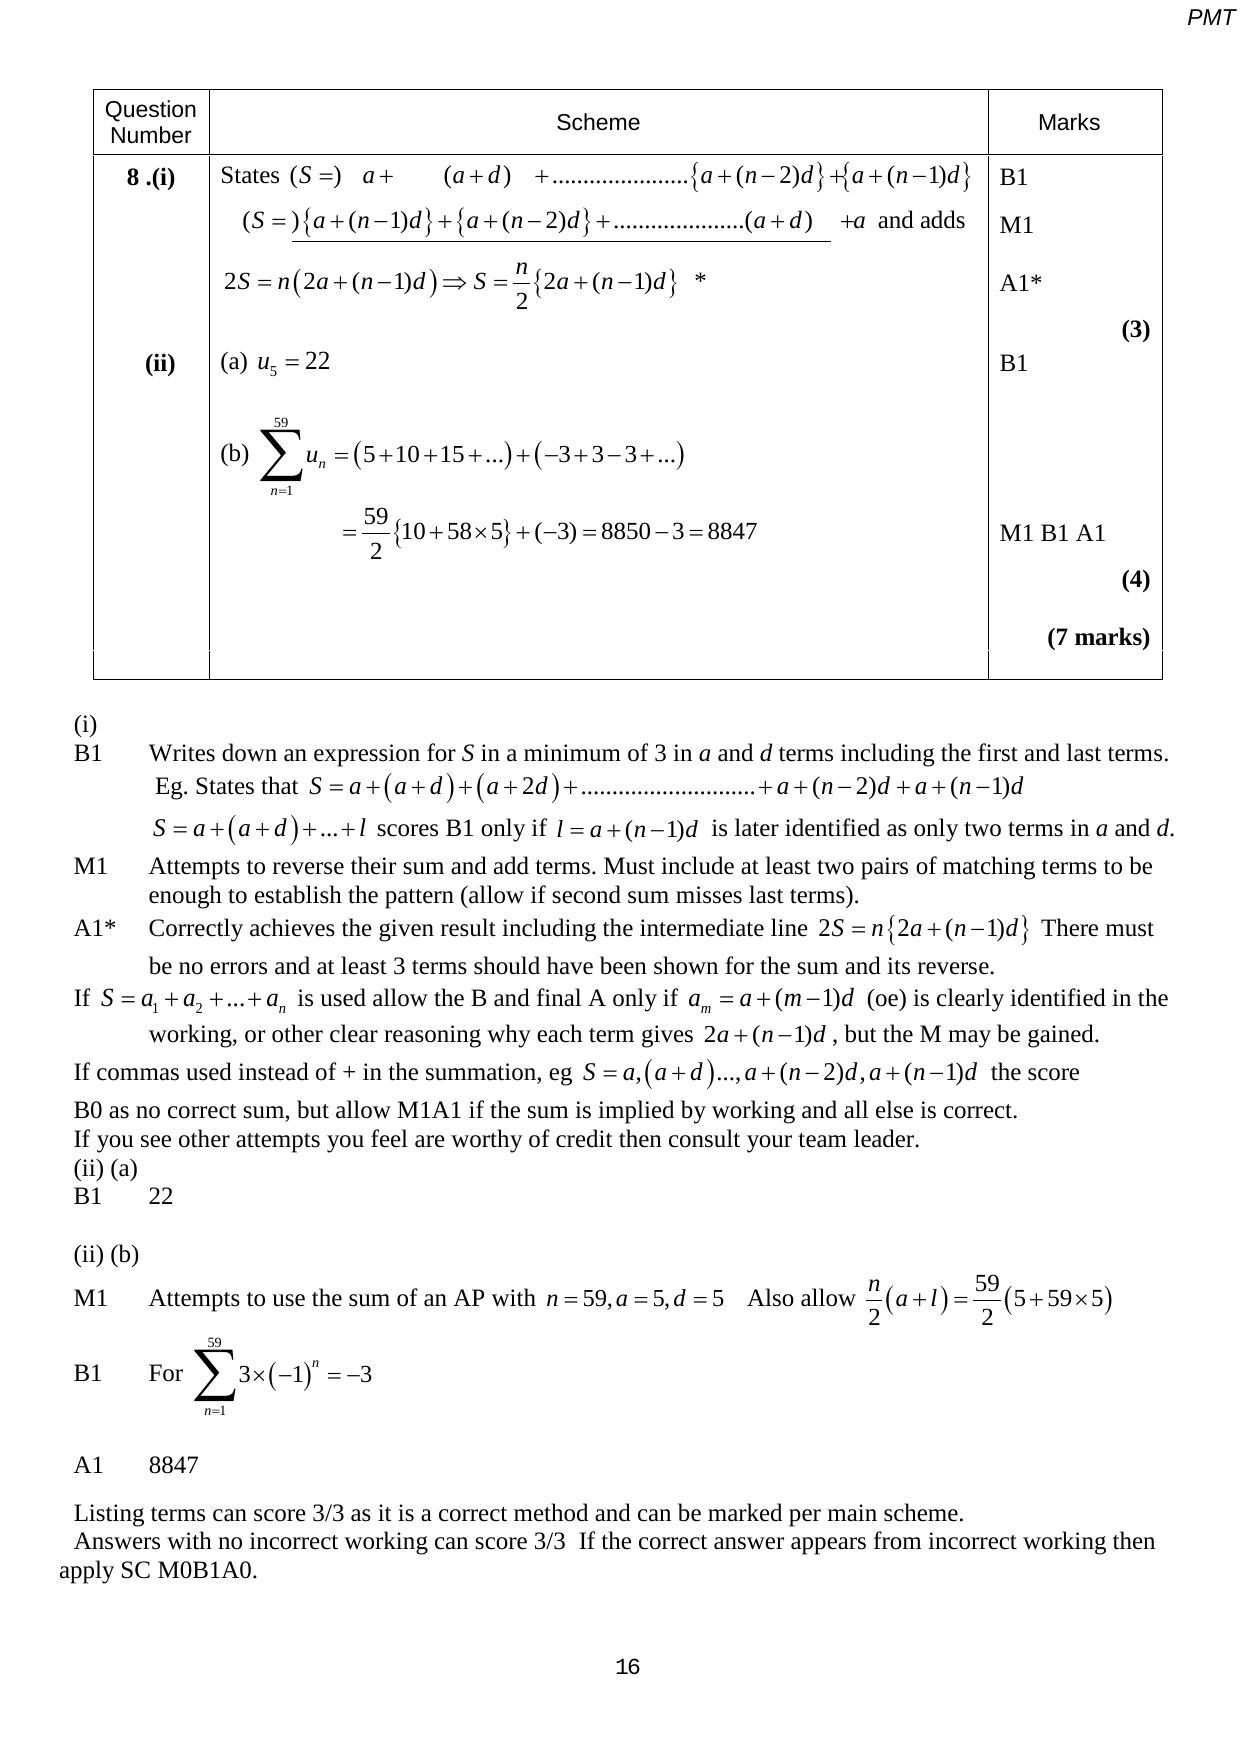 PMT
Question Number Scheme Marks
8 .(i) States (S =) a + (a + d) + ......................{a + (n − 2)d} + {a + (n − 1)d} B1
(S = ){a + (n − 1)d} + {a + (n − 2)d} + .....................(a + d) + a and adds M1
2S = n(2a + (n − 1)d) ⇒ S = n/2 {2a + (n − 1)d} * A1*
(3)
(ii) (a) u₅ = 22 B1
(b) ∑_{n=1}^{59} uₙ = (5 + 10 + 15 + ...) + (−3 + 3 − 3 + ...)
= 59/2 {10 + 58 × 5} + (−3) = 8850 − 3 = 8847 M1 B1 A1
(4)
(7 marks)
(i)
B1 Writes down an expression for S in a minimum of 3 in a and d terms including the first and last terms.
Eg. States that S = a + (a + d) + (a + 2d) + ............................ + a + (n − 2)d + a + (n − 1)d
S = a + (a + d) + ... + l scores B1 only if l = a + (n − 1)d is later identified as only two terms in a and d.
M1 Attempts to reverse their sum and add terms. Must include at least two pairs of matching terms to be
enough to establish the pattern (allow if second sum misses last terms).
A1* Correctly achieves the given result including the intermediate line 2S = n{2a + (n − 1)d} There must
be no errors and at least 3 terms should have been shown for the sum and its reverse.
If S = a₁ + a₂ + ... + aₙ is used allow the B and final A only if aₘ = a + (m − 1)d (oe) is clearly identified in the
working, or other clear reasoning why each term gives 2a + (n − 1)d , but the M may be gained.
If commas used instead of + in the summation, eg S = a, (a + d)..., a + (n − 2)d, a + (n − 1)d the score
B0 as no correct sum, but allow M1A1 if the sum is implied by working and all else is correct.
If you see other attempts you feel are worthy of credit then consult your team leader.
(ii) (a)
B1 22
(ii) (b)
M1 Attempts to use the sum of an AP with n = 59, a = 5, d = 5 Also allow n/2 (a + l) = 59/2 (5 + 59 × 5)
B1 For ∑_{n=1}^{59} 3 × (−1)ⁿ = −3
A1 8847
Listing terms can score 3/3 as it is a correct method and can be marked per main scheme.
Answers with no incorrect working can score 3/3 If the correct answer appears from incorrect working then
apply SC M0B1A0.
16